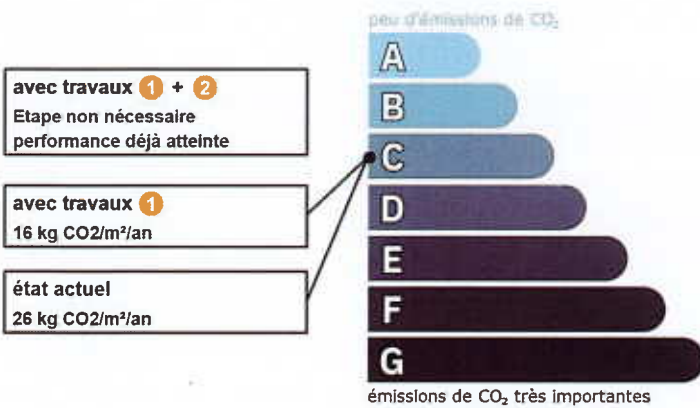 peu d'émissions de CO₂
A
B
C
D
E
F
G
émissions de CO₂ très importantes
avec travaux 1 + 2
Etape non nécessaire
performance déjà atteinte
avec travaux 1
16 kg CO2/m²/an
état actuel
26 kg CO2/m²/an